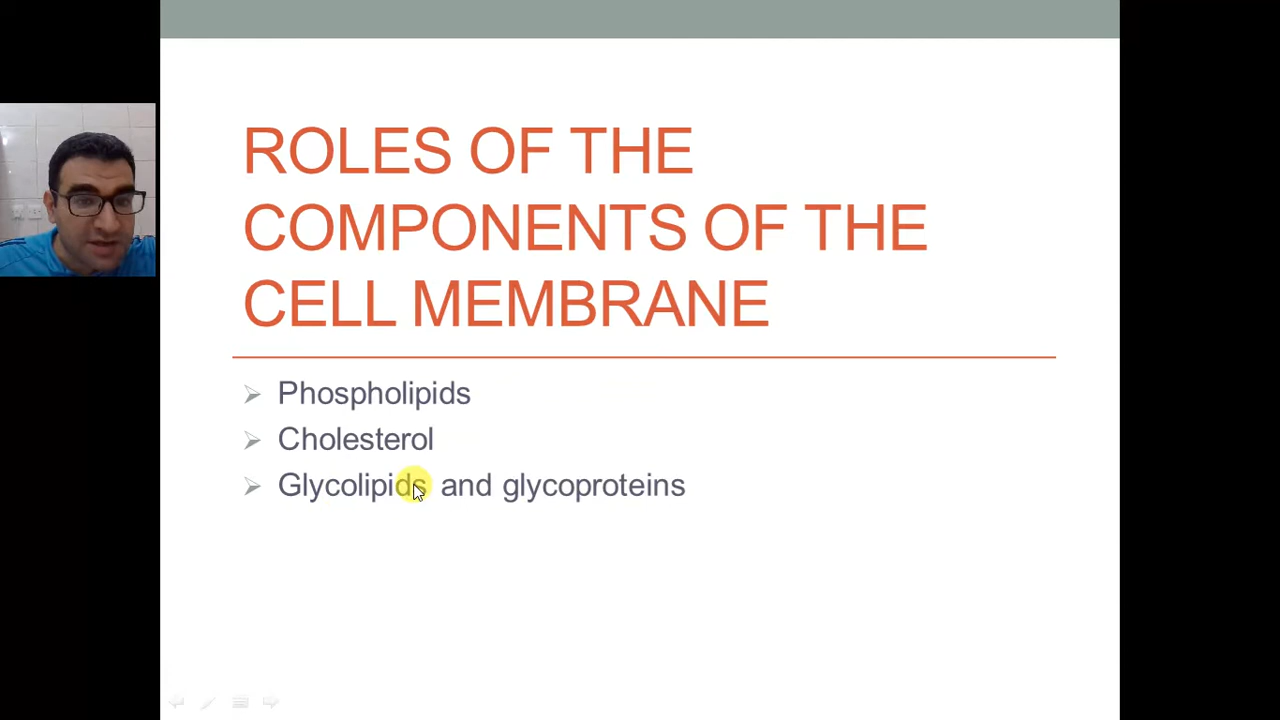 ROLES OF THE
COMPONENTS OF THE
CELL MEMBRANE
Phospholipids
Cholesterol
Glycolipids and glycoproteins